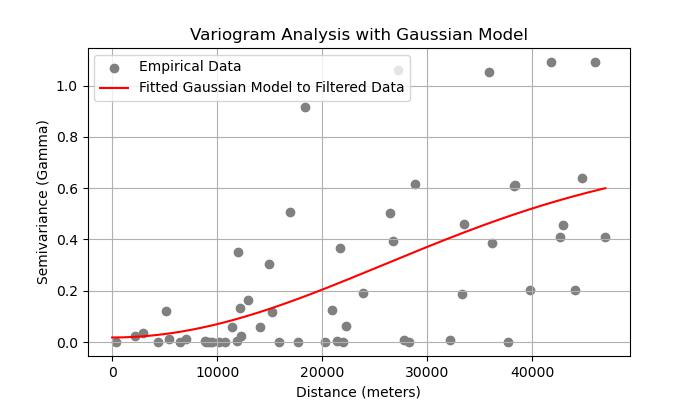 Variogram Analysis with Gaussian Model
Empirical Data
Fitted Gaussian Model to Filtered Data
Semivariance (Gamma)
1.0
0.8
0.6
0.4
0.2
0.0
0 10000 20000 30000 40000
Distance (meters)